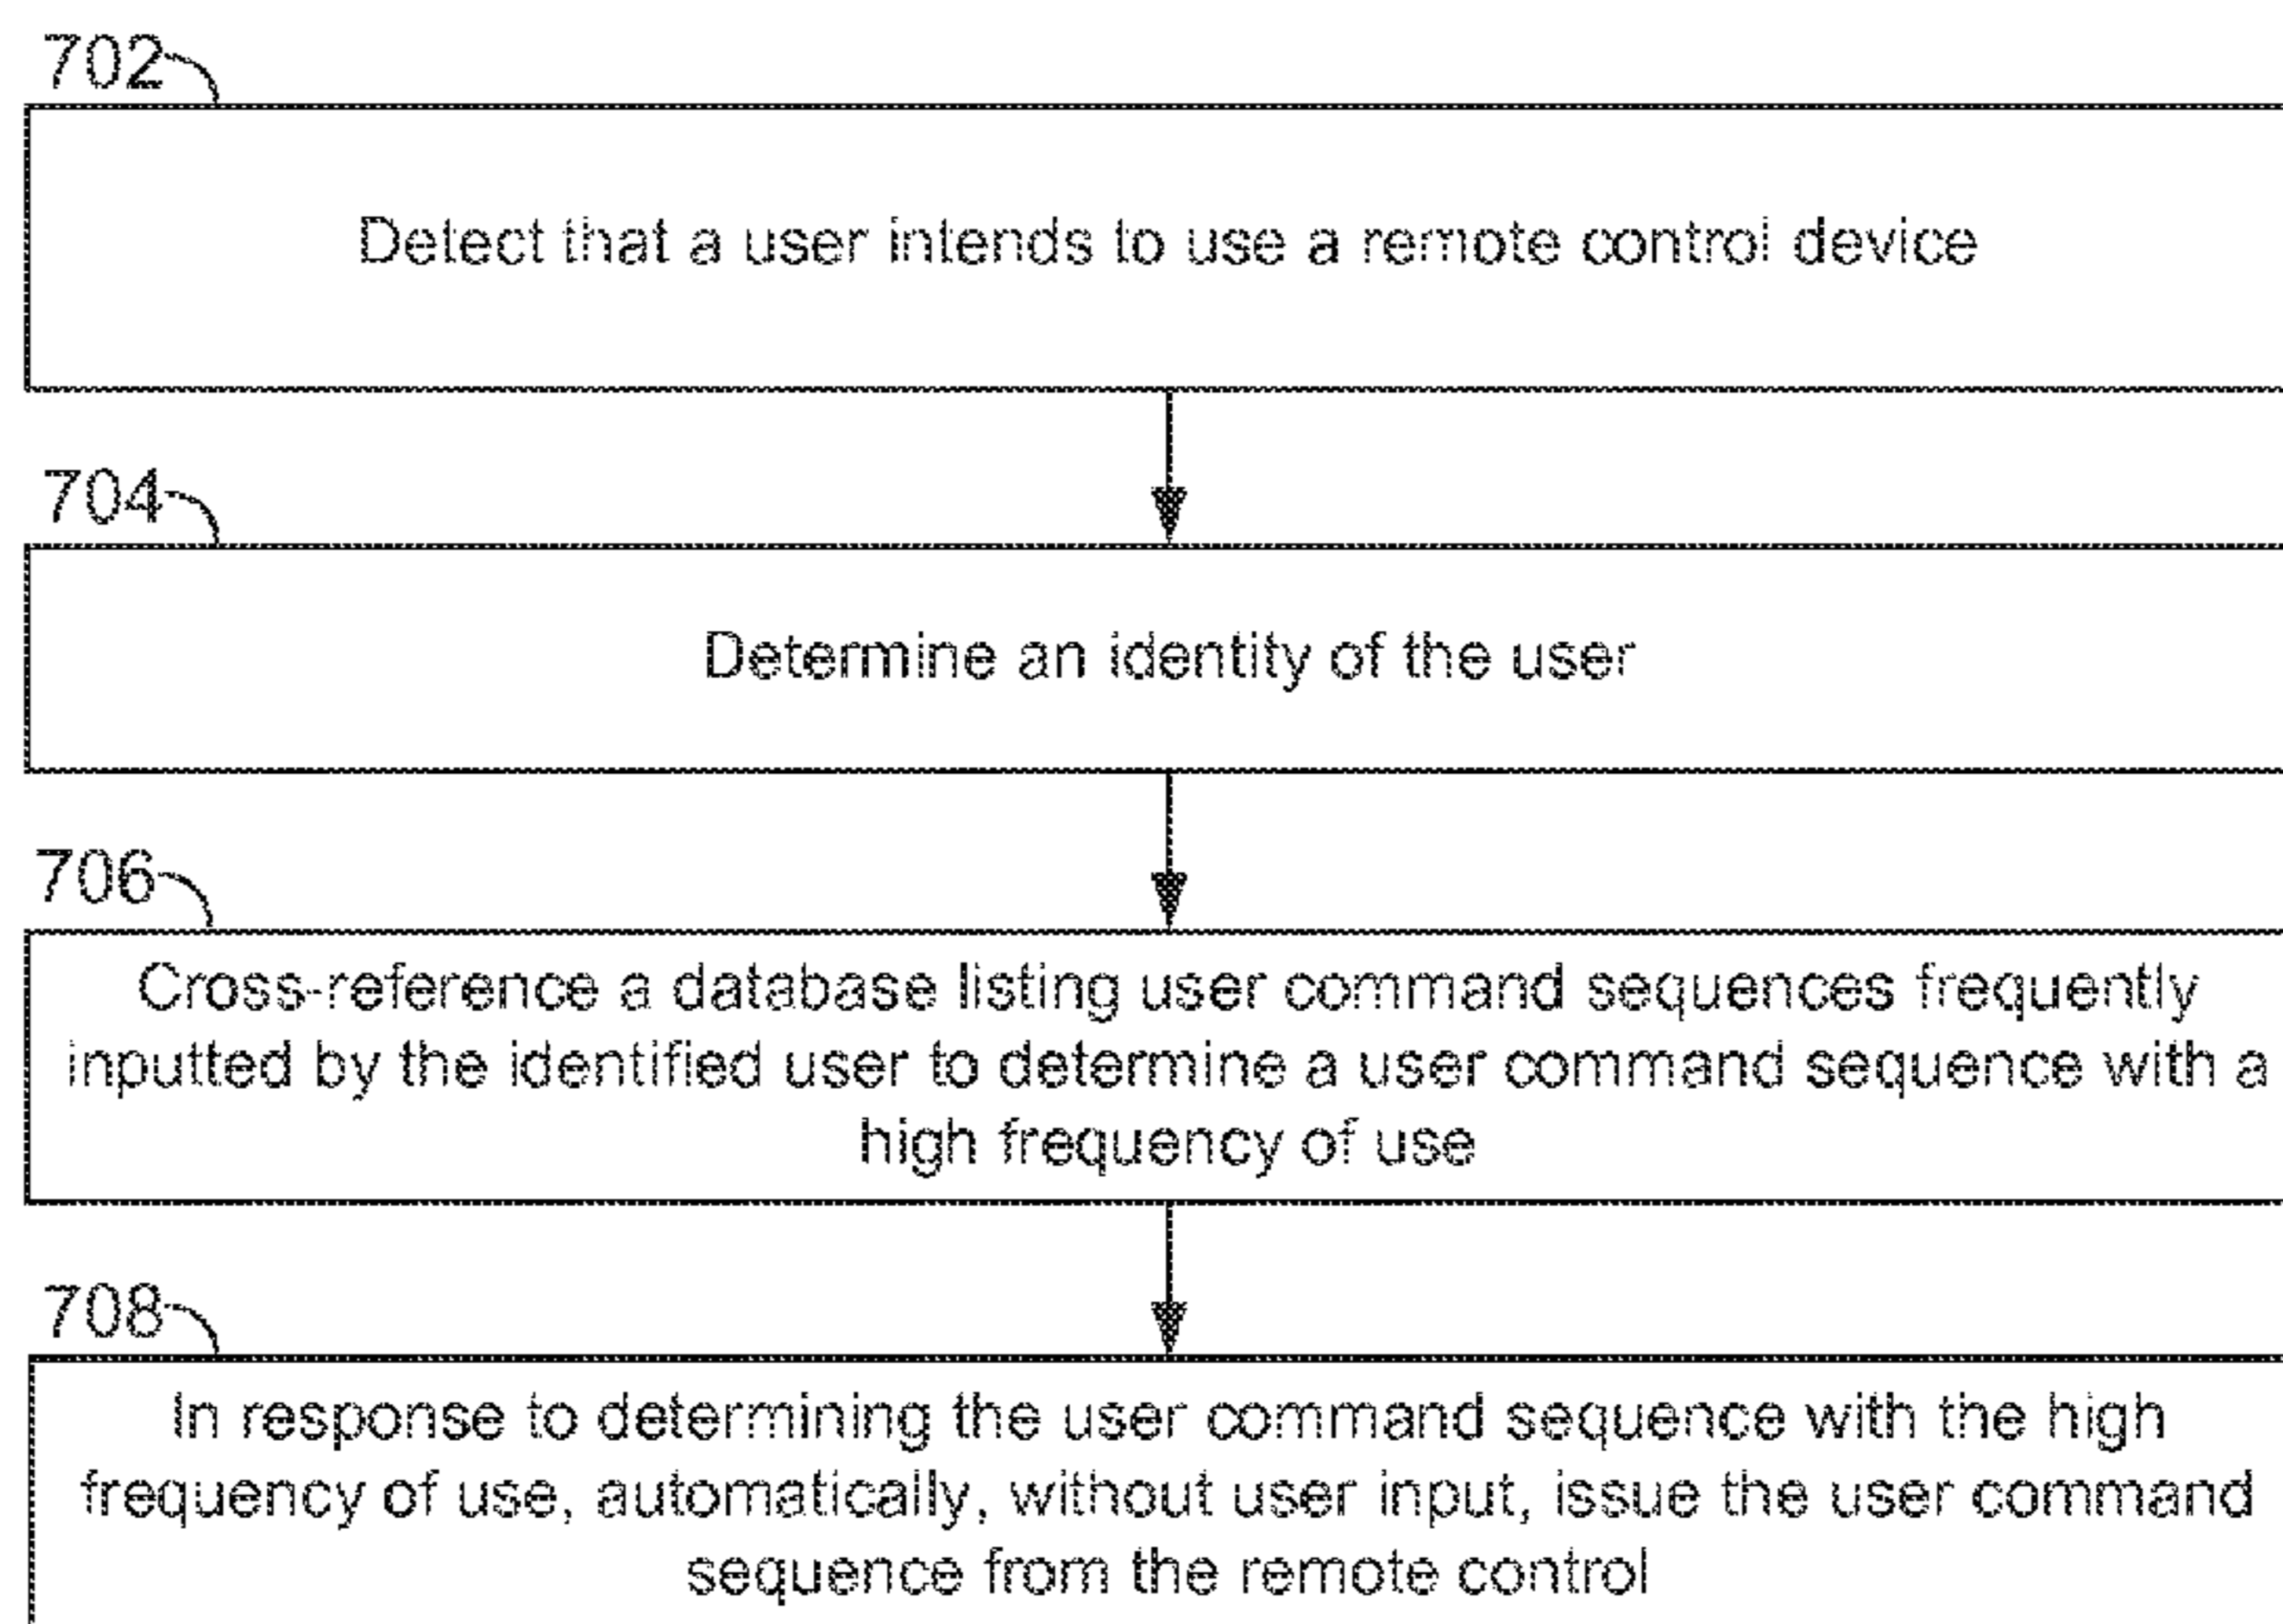 702
Detect that a user intends to use a remote control device
704
Determine an identity of the user
706
Cross-reference a database listing user command sequences frequently
inputted by the identified user to determine a user command sequence with a
high frequency of use
708
In response to determining the user command sequence with the high
frequency of use, automatically, without user input, issue the user command
sequence from the remote control